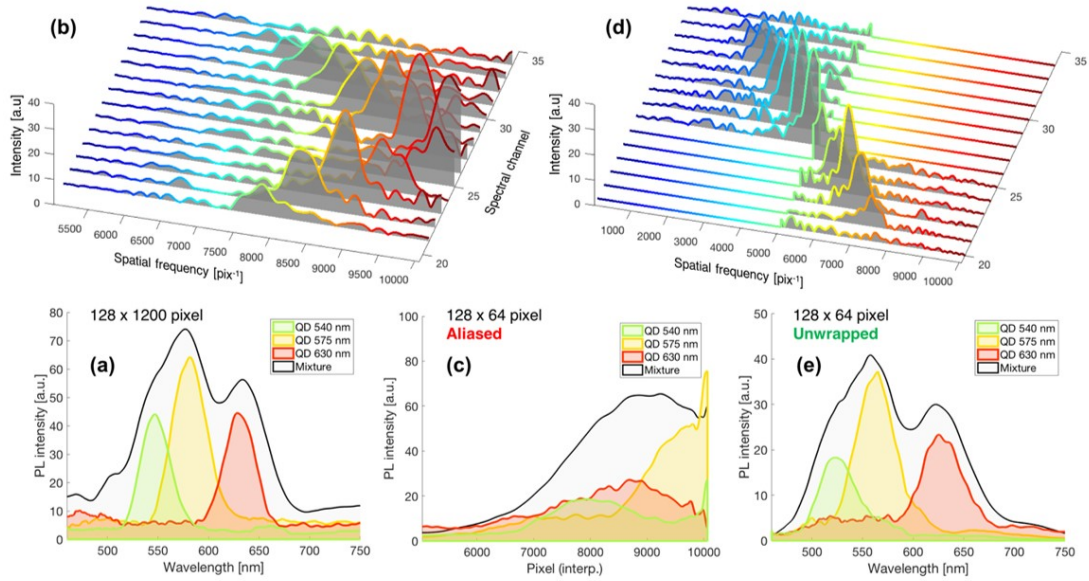 (b)
Intensity [a.u]
40
30
20
10
0
5500
6000
6500
7000
7500
8000
8500
9000
9500
10000
Spatial frequency [pix⁻¹]
20
25
30
35
Spectral channel
(d)
Intensity [a.u]
40
30
20
10
0
1000
2000
3000
4000
5000
6000
7000
8000
9000
10000
Spatial frequency [pix⁻¹]
20
25
30
35
128 x 1200 pixel
(a)
QD 540 nm
QD 575 nm
QD 630 nm
Mixture
PL intensity [a.u.]
80
70
60
50
40
30
20
10
0
500
550
600
650
700
750
Wavelength [nm]
128 x 64 pixel
Aliased
(c)
QD 540 nm
QD 575 nm
QD 630 nm
Mixture
PL intensity [a.u.]
100
80
60
40
20
0
6000
7000
8000
9000
10000
Pixel (interp.)
128 x 64 pixel
Unwrapped
(e)
QD 540 nm
QD 575 nm
QD 630 nm
Mixture
PL intensity [a.u.]
50
40
30
20
10
0
500
550
600
650
700
750
Wavelength [nm]